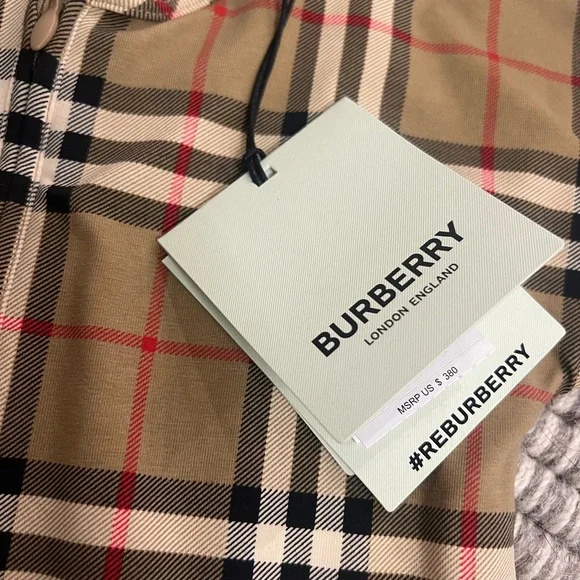 BURBERRY
LONDON ENGLAND
MSRP US $ 380
#REBURBERRY